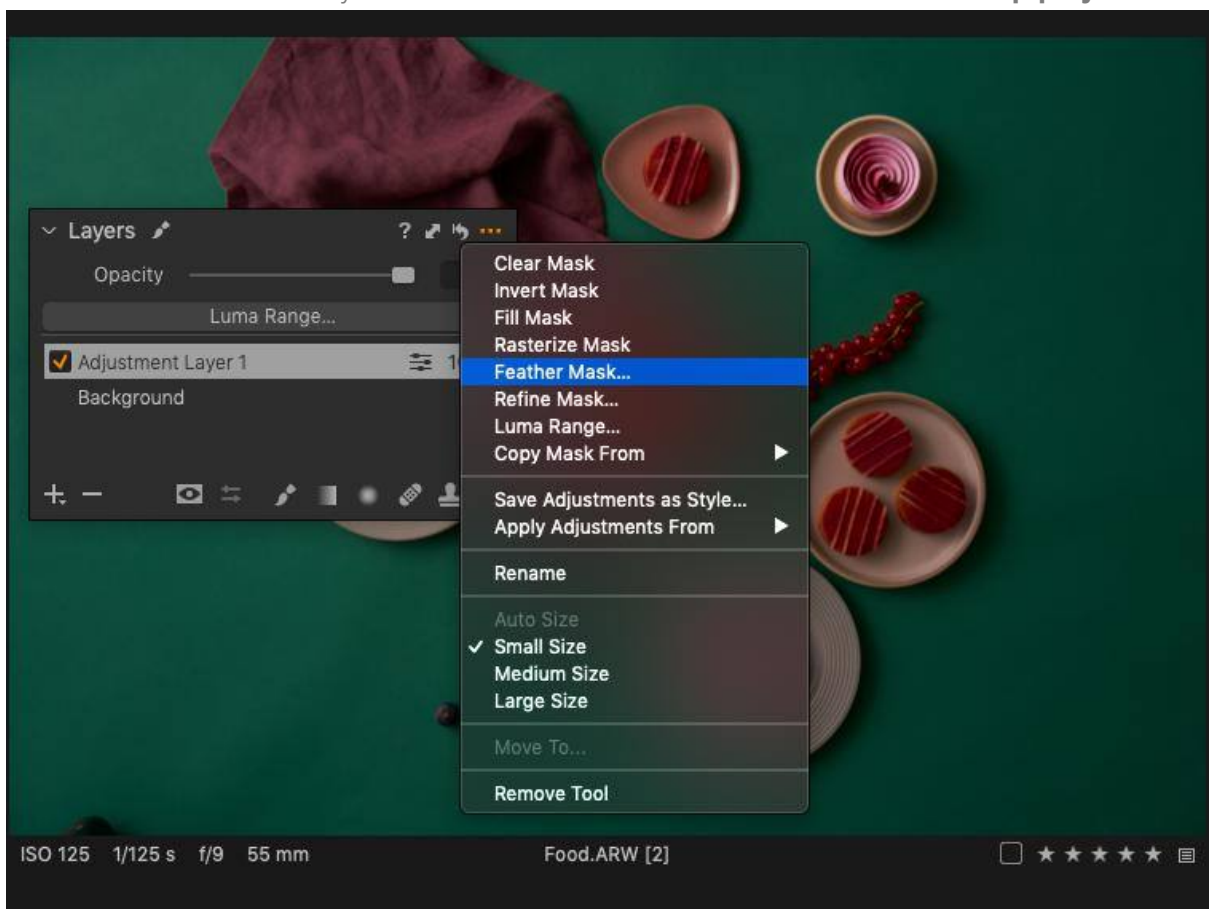 Layers ?
Opacity
Luma Range...
Adjustment Layer 1
Background
Clear Mask
Invert Mask
Fill Mask
Rasterize Mask
Feather Mask...
Refine Mask...
Luma Range...
Copy Mask From
Save Adjustments as Style...
Apply Adjustments From
Rename
Auto Size
Small Size
Medium Size
Large Size
Move To...
Remove Tool
ISO 125 1/125 s f/9 55 mm Food.ARW [2]